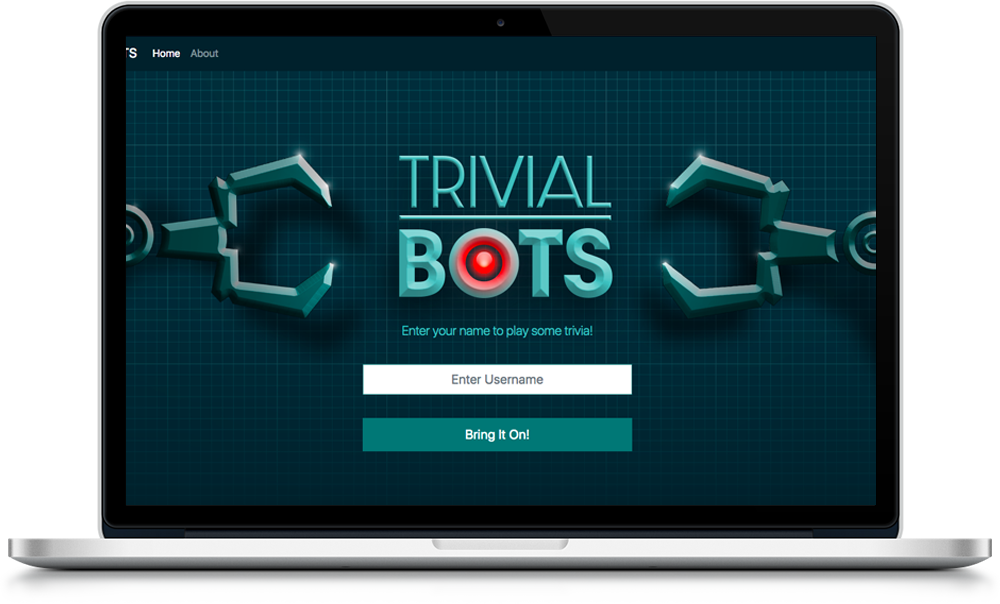 TS Home About
TRIVIAL
BOTS
Enter your name to play some trivia!
Enter Username
Bring It On!